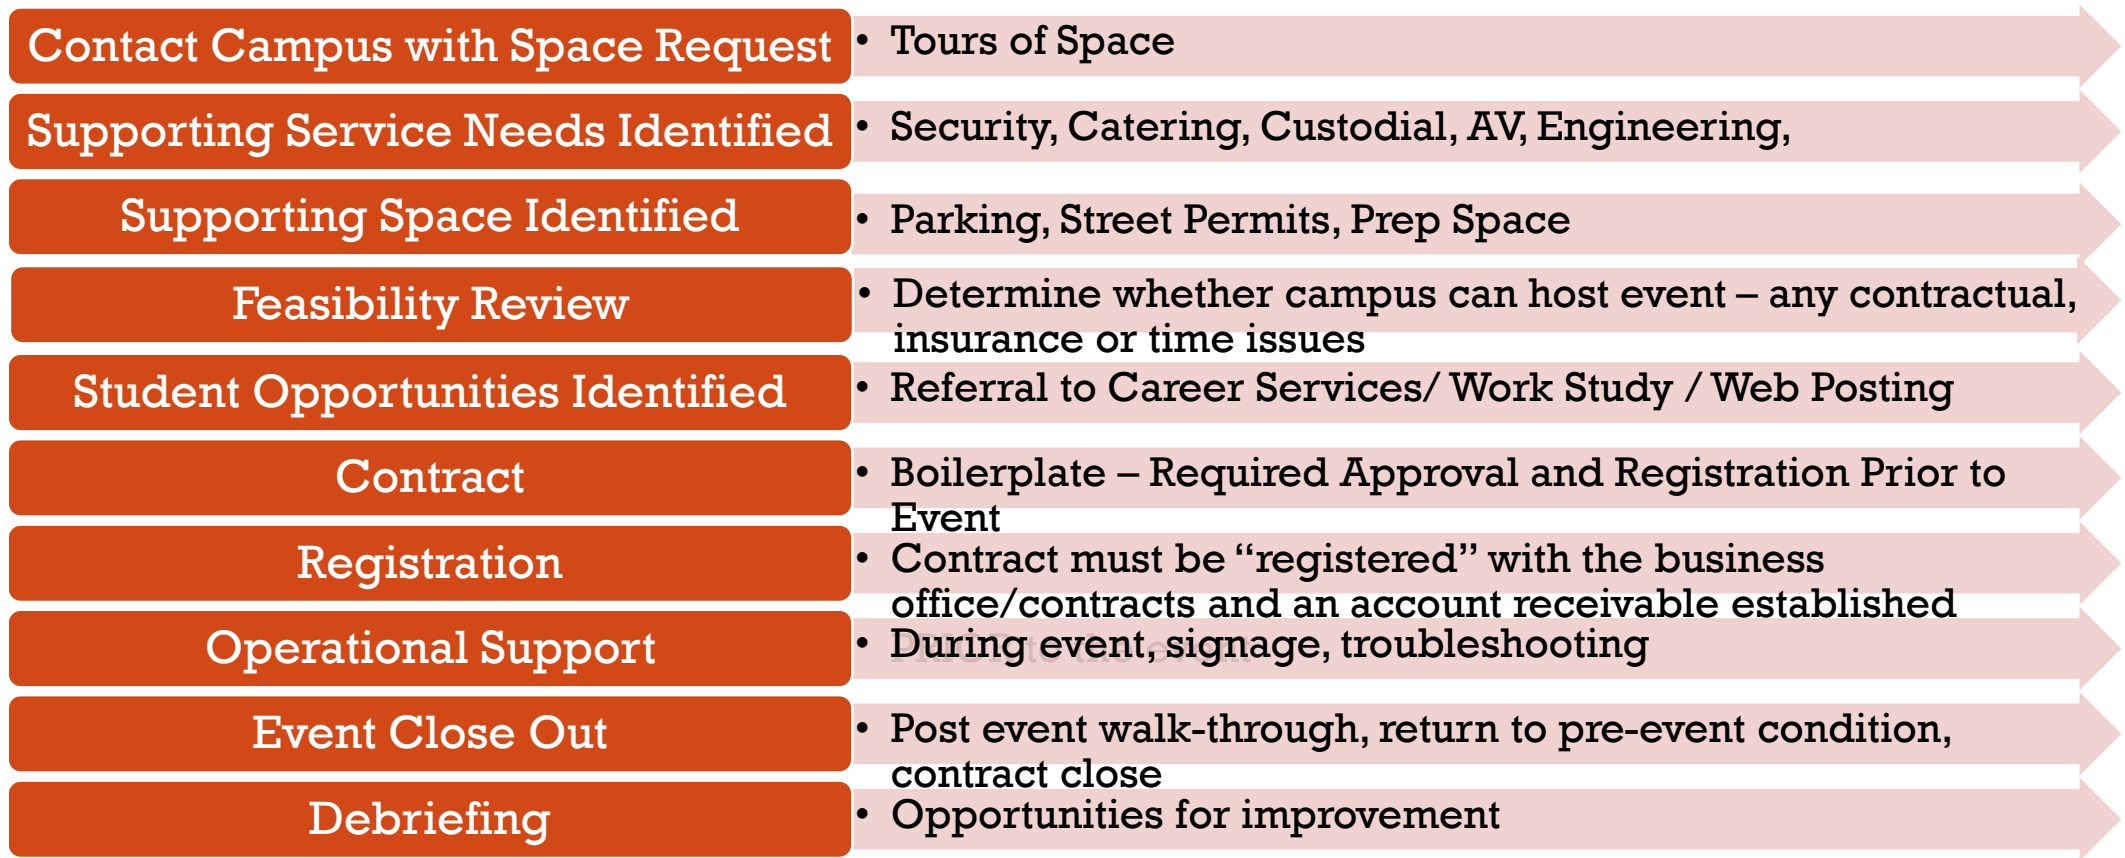 Contact Campus with Space Request
• Tours of Space
Supporting Service Needs Identified
• Security, Catering, Custodial, AV, Engineering,
Supporting Space Identified
• Parking, Street Permits, Prep Space
Feasibility Review
• Determine whether campus can host event – any contractual,
insurance or time issues
Student Opportunities Identified
• Referral to Career Services/ Work Study / Web Posting
Contract
• Boilerplate – Required Approval and Registration Prior to
Event
Registration
• Contract must be “registered” with the business
office/contracts and an account receivable established
PRIOR to the event
Operational Support
• During event, signage, troubleshooting
Event Close Out
• Post event walk-through, return to pre-event condition,
contract close
Debriefing
• Opportunities for improvement